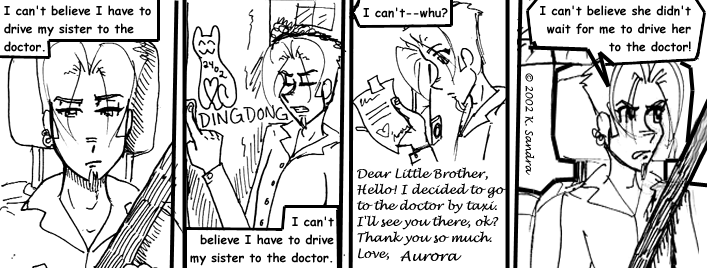 I can't believe I have to
drive my sister to the
doctor.
2402
DING DONG
I can't
believe I have to drive
my sister to the doctor.
I can't--whu?
Dear Little Brother,
Hello! I decided to go
to the doctor by taxi.
I'll see you there, ok?
Thank you so much.
Love, Aurora
I can't believe she didn't
wait for me to drive her
to the doctor!
© 2002 K. Sandra